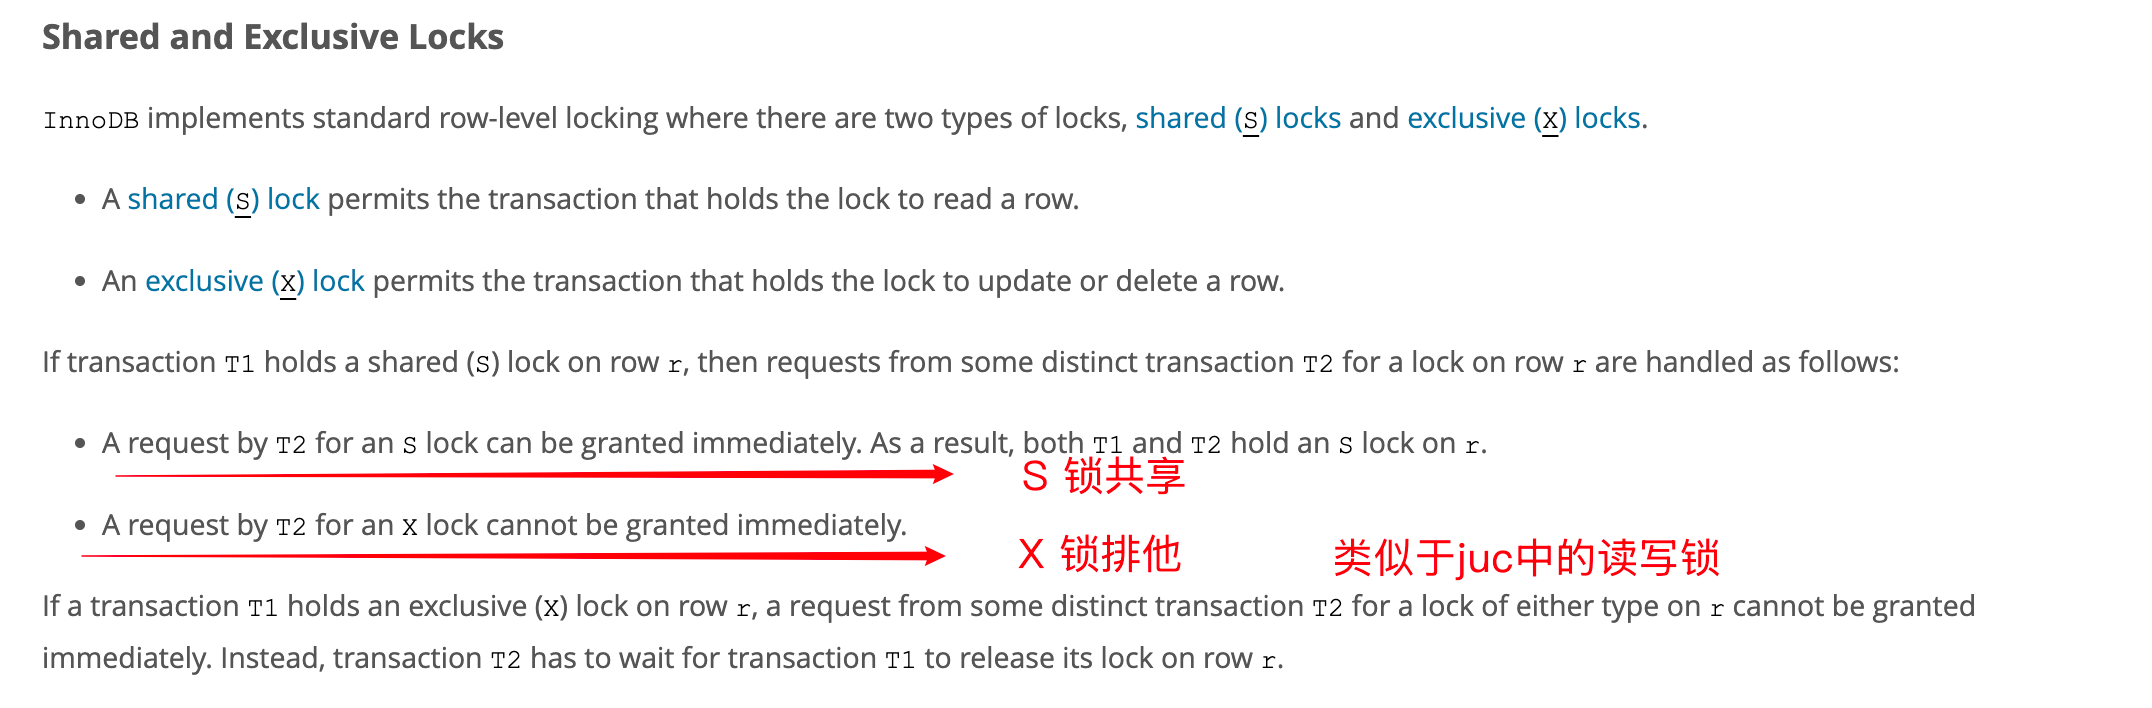 Shared and Exclusive Locks
InnoDB implements standard row-level locking where there are two types of locks, shared (S) locks and exclusive (X) locks.
• A shared (S) lock permits the transaction that holds the lock to read a row.
• An exclusive (X) lock permits the transaction that holds the lock to update or delete a row.
If transaction T1 holds a shared (S) lock on row r, then requests from some distinct transaction T2 for a lock on row r are handled as follows:
• A request by T2 for an S lock can be granted immediately. As a result, both T1 and T2 hold an S lock on r.
S 锁共享
• A request by T2 for an X lock cannot be granted immediately.
X 锁排他 类似于juc中的读写锁
If a transaction T1 holds an exclusive (X) lock on row r, a request from some distinct transaction T2 for a lock of either type on r cannot be granted
immediately. Instead, transaction T2 has to wait for transaction T1 to release its lock on row r.